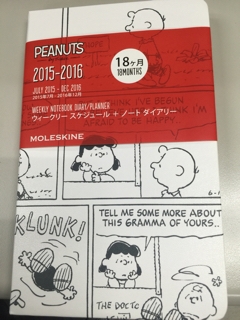 PEANUTS
2015-2016
18ヶ月
18MONTHS
JULY 2015 - DEC 2016
2015年7月 - 2016年12月
WEEKLY NOTEBOOK DIARY/PLANNER
ウィークリー スケジュール + ノート ダイアリー
MOLESKINE
KLUNK!
TELL ME SOME MORE ABOUT
THIS GRAMMA OF YOURS..
THE DOCTO